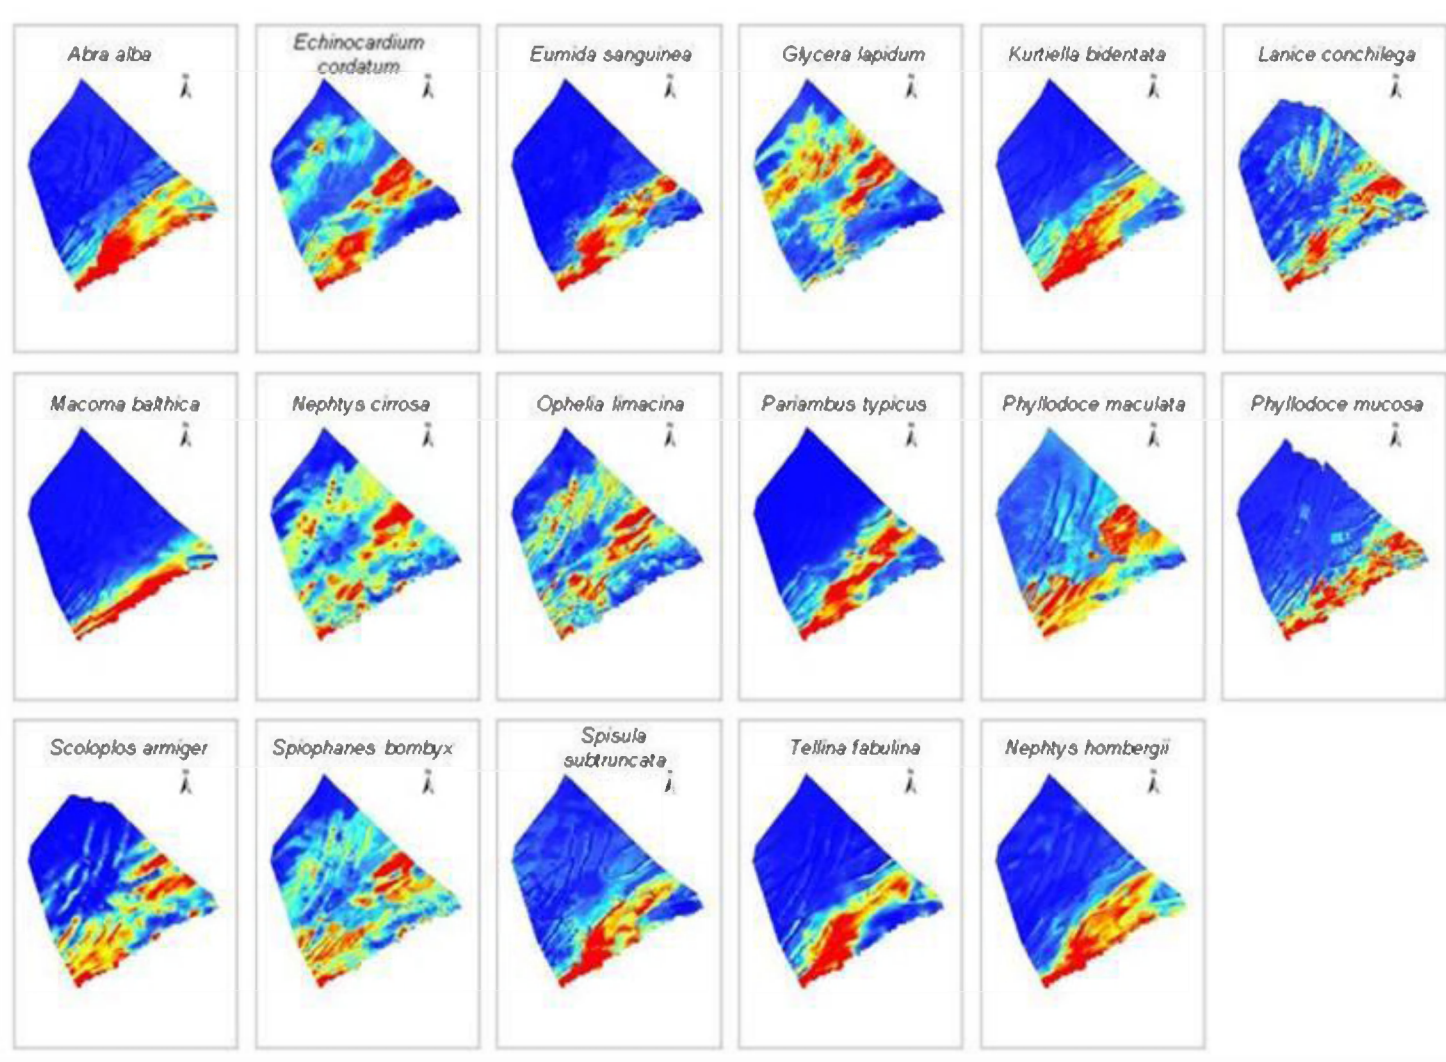 Abra alba
Echinocardium
cordatum
Eumida sanguinea
Glycera lapidum
Kurtiella bidentata
Lanice conchilega
Macoma balthica
Nephtys cirrosa
Ophelia limacina
Pariambus typicus
Phyllodoce maculata
Phyllodoce mucosa
Scoloplos armiger
Spiophanes bombyx
Spisula
subtruncata
Tellina fabulina
Nephtys hombergii